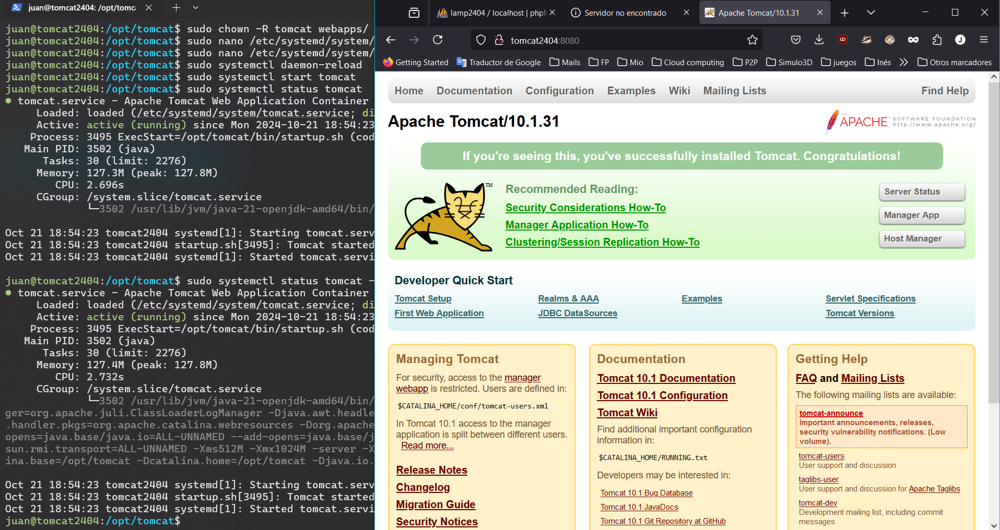 juan@tomcat2404: /opt/tomc
juan@tomcat2404:/opt/tomcat$ sudo chown -R tomcat webapps/
juan@tomcat2404:/opt/tomcat$ sudo nano /etc/systemd/system/
juan@tomcat2404:/opt/tomcat$ sudo nano /etc/systemd/system/
juan@tomcat2404:/opt/tomcat$ sudo systemctl daemon-reload
juan@tomcat2404:/opt/tomcat$ sudo systemctl start tomcat
juan@tomcat2404:/opt/tomcat$ sudo systemctl status tomcat
● tomcat.service - Apache Tomcat Web Application Container
Loaded: loaded (/etc/systemd/system/tomcat.service; di
Active: active (running) since Mon 2024-10-21 18:54:23
Process: 3495 ExecStart=/opt/tomcat/bin/startup.sh (cod
Main PID: 3502 (java)
Tasks: 30 (limit: 2276)
Memory: 127.3M (peak: 127.8M)
CPU: 2.696s
CGroup: /system.slice/tomcat.service
└─3502 /usr/lib/jvm/java-21-openjdk-amd64/bin/
Oct 21 18:54:23 tomcat2404 systemd[1]: Starting tomcat.serv
Oct 21 18:54:23 tomcat2404 startup.sh[3495]: Tomcat started
Oct 21 18:54:23 tomcat2404 systemd[1]: Started tomcat.servi
juan@tomcat2404:/opt/tomcat$ sudo systemctl status tomcat -
● tomcat.service - Apache Tomcat Web Application Container
Loaded: loaded (/etc/systemd/system/tomcat.service; di
Active: active (running) since Mon 2024-10-21 18:54:23
Process: 3495 ExecStart=/opt/tomcat/bin/startup.sh (cod
Main PID: 3502 (java)
Tasks: 30 (limit: 2276)
Memory: 127.4M (peak: 127.8M)
CPU: 2.732s
CGroup: /system.slice/tomcat.service
└─3502 /usr/lib/jvm/java-21-openjdk-amd64/bin/
ger=org.apache.juli.ClassLoaderLogManager -Djava.awt.headle
.handler.pkgs=org.apache.catalina.webresources -Dorg.apache
opens=java.base/java.io=ALL-UNNAMED --add-opens=java.base/j
sun.rmi.transport=ALL-UNNAMED -Xms512M -Xmx1024M -server -X
ina.base=/opt/tomcat -Dcatalina.home=/opt/tomcat -Djava.io.
Oct 21 18:54:23 tomcat2404 systemd[1]: Starting tomcat.serv
Oct 21 18:54:23 tomcat2404 startup.sh[3495]: Tomcat started
Oct 21 18:54:23 tomcat2404 systemd[1]: Started tomcat.servi
juan@tomcat2404:/opt/tomcat$
lamp2404 / localhost | phpM
Servidor no encontrado
Apache Tomcat/10.1.31
tomcat2404:8080
J
Getting Started Traductor de Google Mails FP Mio Cloud computing P2P Simulo3D juegos Inés Otros marcadores
Home Documentation Configuration Examples Wiki Mailing Lists Find Help
Apache Tomcat/10.1.31
THE
APACHE SOFTWARE FOUNDATION
http://www.apache.org/
If you're seeing this, you've successfully installed Tomcat. Congratulations!
TM
Recommended Reading:
Security Considerations How-To
Manager Application How-To
Clustering/Session Replication How-To
Server Status
Manager App
Host Manager
Developer Quick Start
Tomcat Setup
First Web Application
Realms & AAA
JDBC DataSources
Examples
Servlet Specifications
Tomcat Versions
Managing Tomcat
For security, access to the manager
webapp is restricted. Users are defined in:
$CATALINA_HOME/conf/tomcat-users.xml
In Tomcat 10.1 access to the manager
application is split between different users.
Read more...
Release Notes
Changelog
Migration Guide
Security Notices
Documentation
Tomcat 10.1 Documentation
Tomcat 10.1 Configuration
Tomcat Wiki
Find additional important configuration
information in:
$CATALINA_HOME/RUNNING.txt
Developers may be interested in:
Tomcat 10.1 Bug Database
Tomcat 10.1 JavaDocs
Tomcat 10.1 Git Repository at GitHub
Getting Help
FAQ and Mailing Lists
The following mailing lists are available:
tomcat-announce
Important announcements, releases,
security vulnerability notifications. (Low
volume).
tomcat-users
User support and discussion
taglibs-user
User support and discussion for Apache Taglibs
tomcat-dev
Development mailing list, including commit
messages